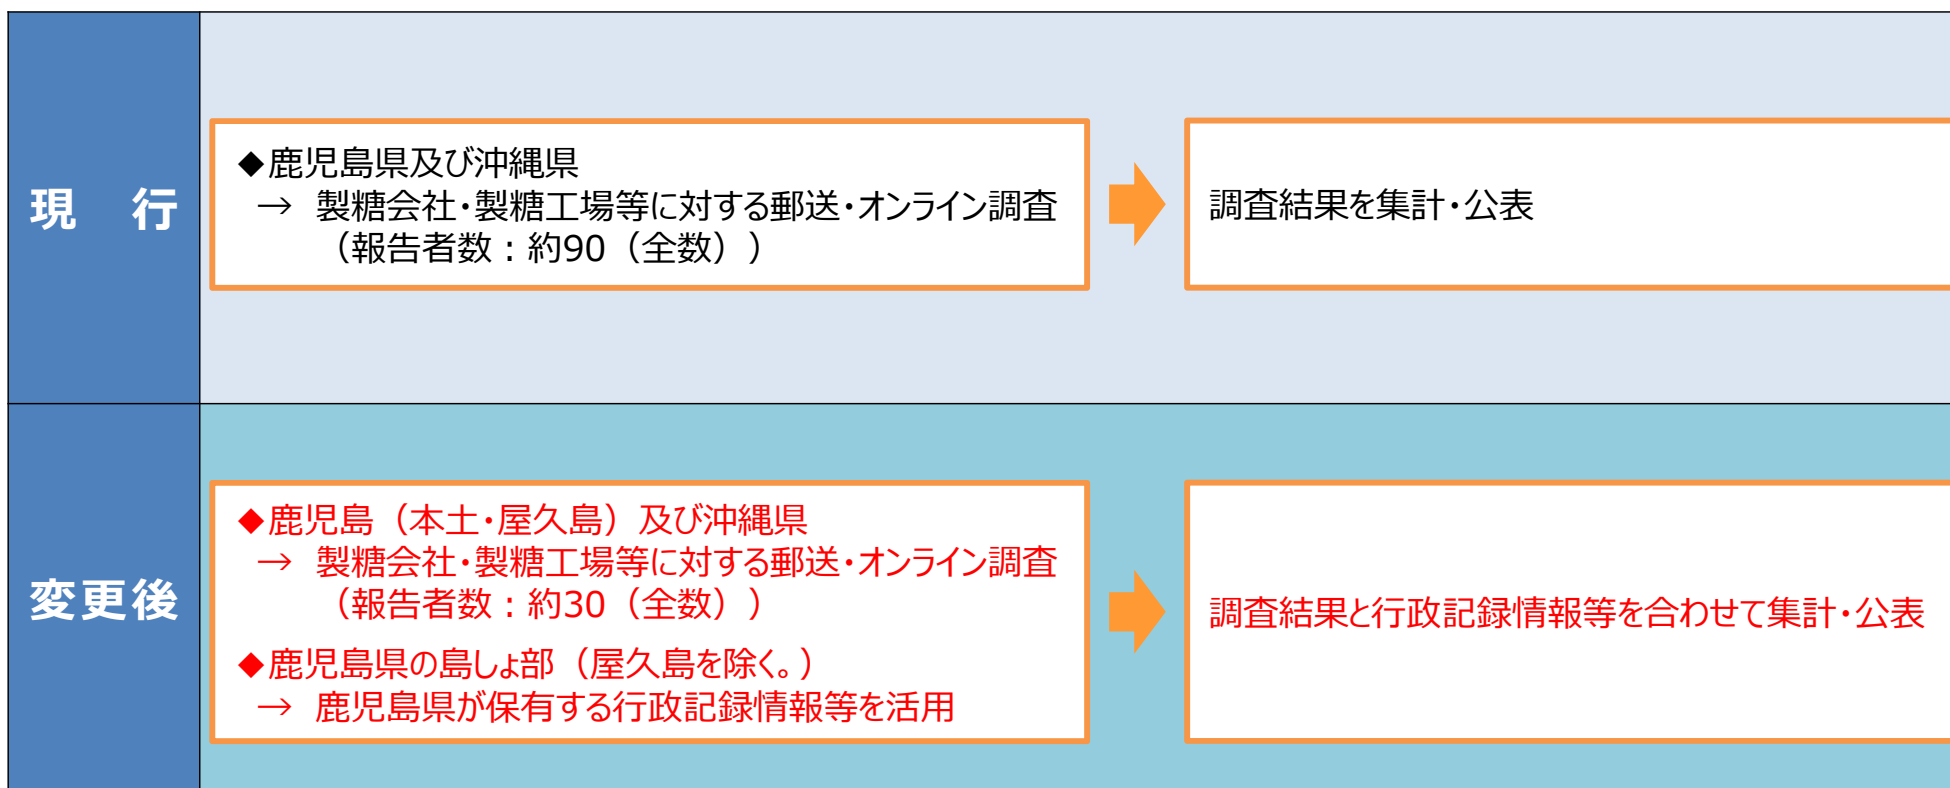 現　行
◆鹿児島県及び沖縄県
→ 製糖会社・製糖工場等に対する郵送・オンライン調査
（報告者数：約90（全数））
調査結果を集計・公表
変更後
◆鹿児島（本土・屋久島）及び沖縄県
→ 製糖会社・製糖工場等に対する郵送・オンライン調査
（報告者数：約30（全数））
◆鹿児島県の島しょ部（屋久島を除く。）
→ 鹿児島県が保有する行政記録情報等を活用
調査結果と行政記録情報等を合わせて集計・公表